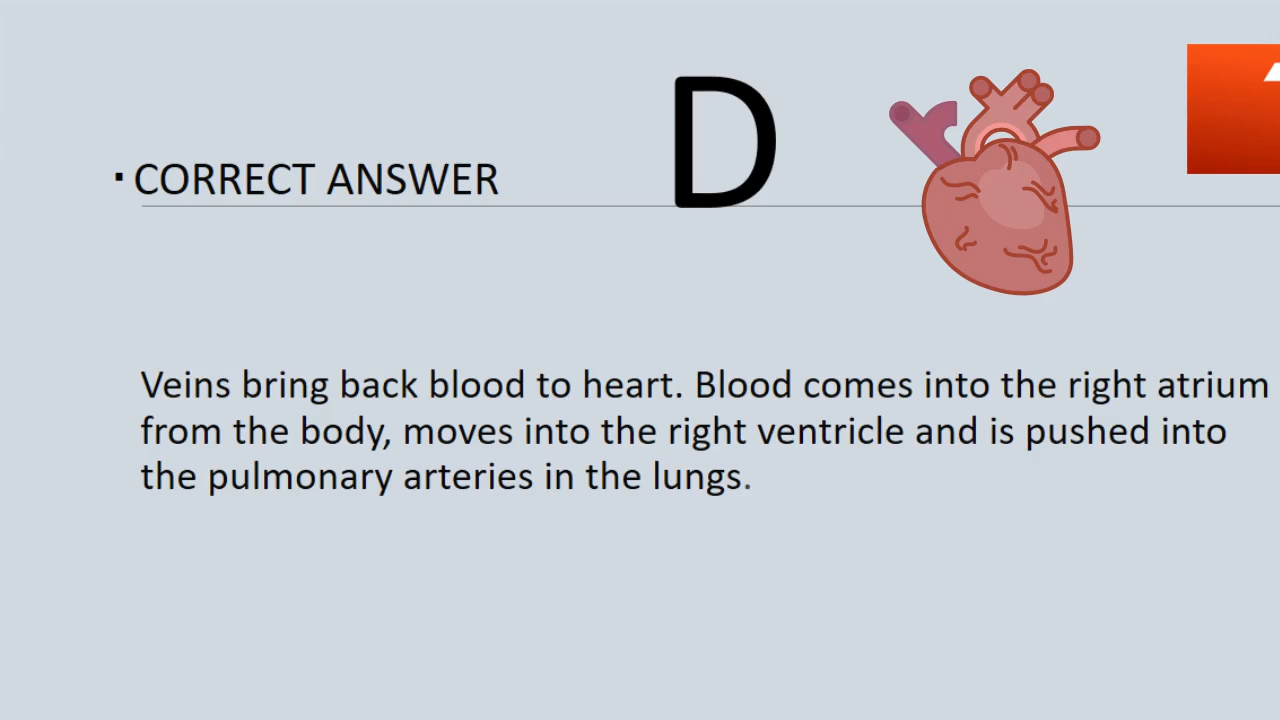 D
▪ CORRECT ANSWER
Veins bring back blood to heart. Blood comes into the right atrium
from the body, moves into the right ventricle and is pushed into
the pulmonary arteries in the lungs.